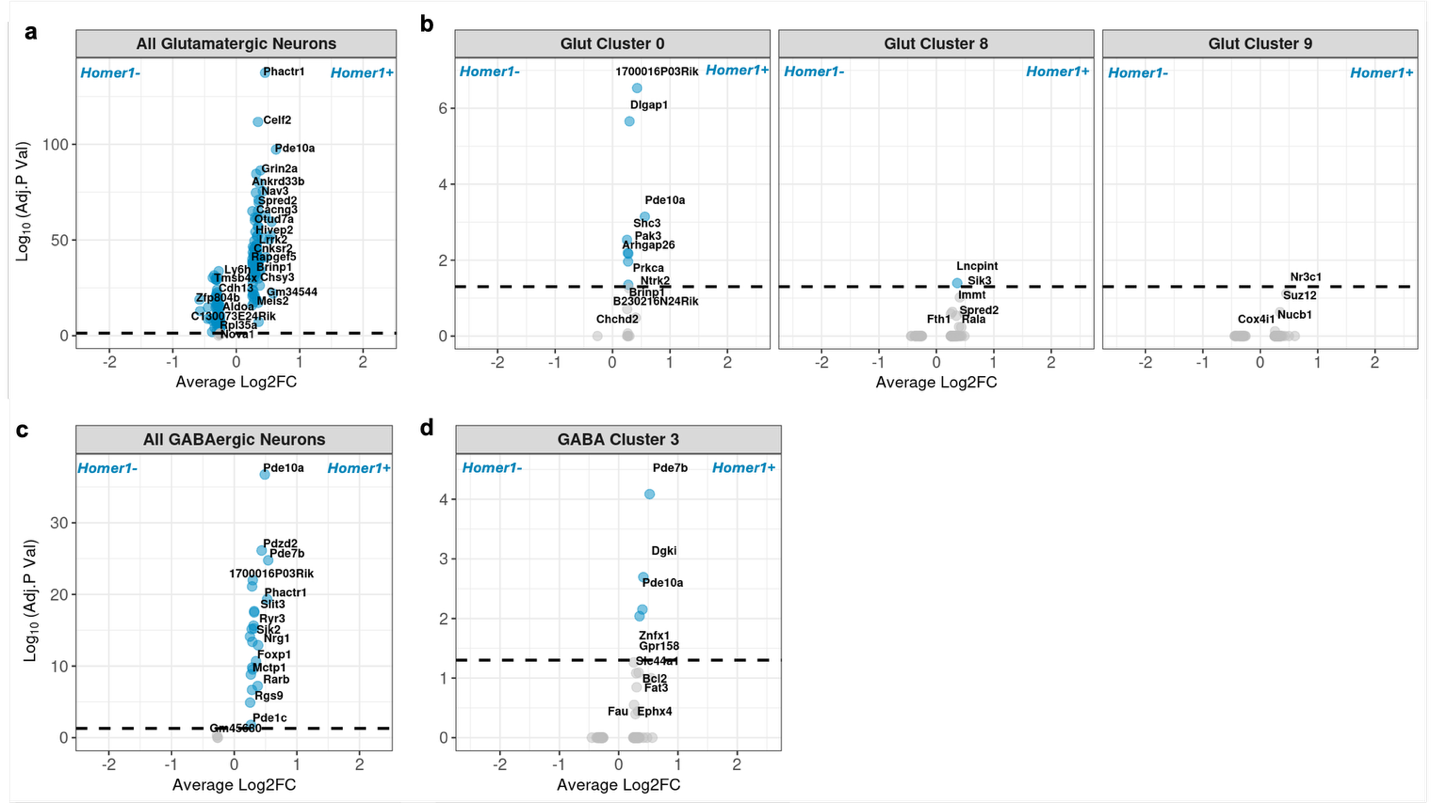 a
All Glutamatergic Neurons
Homer1- Homer1+
Phactr1
Celf2
Pde10a
Grin2a
Ankrd33b
Nav3
Spred2
Cacng3
Otud7a
Hivep2
Lrrk2
Cnksr2
Rapgef5
Brinp1
Ly6h
Tmsb4x Chsy3
Cdh13
Gm34544
Zfp804b
Meis2
Aldoa
C130073E24Rik
Rpl35a
Nova1
100
50
0
-2 -1 0 1 2
Log10 (Adj.P Val)
Average Log2FC
b
Glut Cluster 0
Homer1- Homer1+
1700016P03Rik
Dlgap1
Pde10a
Shc3
Pak3
Arhgap26
Prkca
Ntrk2
Brinp1
B230216N24Rik
Chchd2
6
4
2
0
-2 -1 0 1 2
Glut Cluster 8
Homer1- Homer1+
Lncpint
Sik3
Immt
Spred2
Fth1 Rala
-2 -1 0 1 2
Average Log2FC
Glut Cluster 9
Homer1- Homer1+
Nr3c1
Suz12
Nucb1
Cox4i1
-2 -1 0 1 2
c
All GABAergic Neurons
Homer1- Homer1+
Pde10a
Pdzd2
Pde7b
1700016P03Rik
Phactr1
Slit3
Ryr3
Sik2
Nrg1
Foxp1
Mctp1
Rarb
Rgs9
Pde1c
Gm45680
30
20
10
0
-2 -1 0 1 2
Log10 (Adj.P Val)
Average Log2FC
d
GABA Cluster 3
Homer1- Homer1+
Pde7b
Dgki
Pde10a
Znfx1
Gpr158
Slc44a1
Bcl2
Fat3
Fau Ephx4
4
3
2
1
0
-2 -1 0 1 2
Average Log2FC